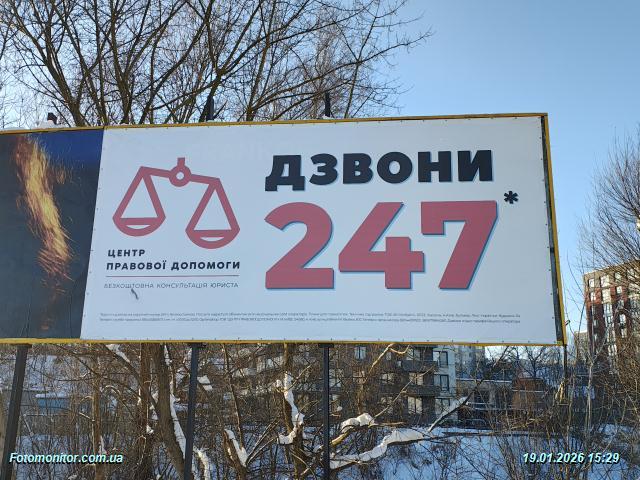 ДЗВОНИ
247*
ЦЕНТР
ПРАВОВОЇ ДОПОМОГИ
БЕЗКОШТОВНА КОНСУЛЬТАЦІЯ ЮРИСТА
Fotomonitor.com.ua
19.01.2026 15:29